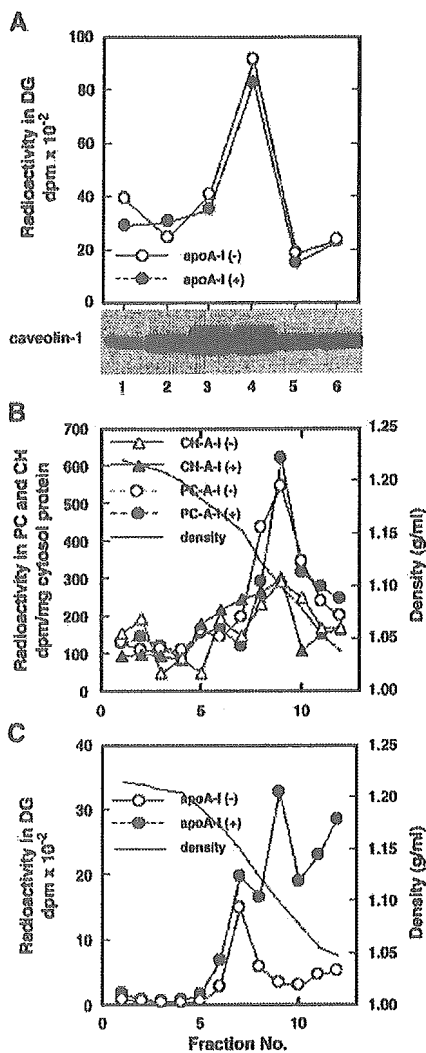 A
Radioactivity in DG
dpm x 10-2
100
80
60
40
20
0
apoA-I (-)
apoA-I (+)
caveolin-1
1 2 3 4 5 6
B
Radioactivity in PC and CH
dpm/mg cytosol protein
700
600
500
400
300
200
100
0
CH-A-I (-)
CH-A-I (+)
PC-A-I (-)
PC-A-I (+)
density
1.25
1.20
1.15
1.10
1.05
1.00
Density (g/ml)
0 5 10
C
Radioactivity in DG
dpm x 10-2
40
30
20
10
0
apoA-I (-)
apoA-I (+)
density
1.25
1.20
1.15
1.10
1.05
1.00
Density (g/ml)
0 5 10
Fraction No.